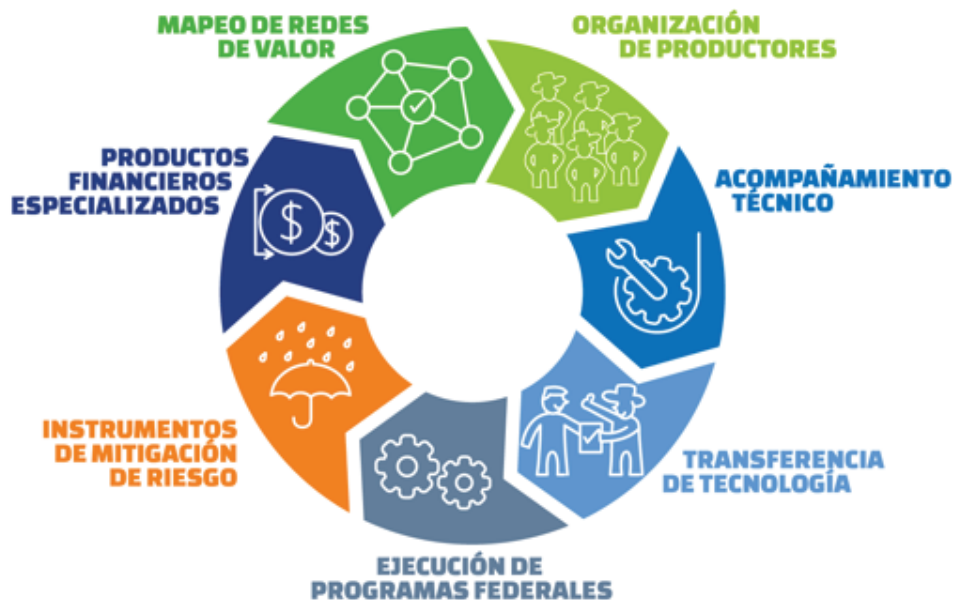 MAPEO DE REDES
DE VALOR
ORGANIZACIÓN
DE PRODUCTORES
ACOMPAÑAMIENTO
TÉCNICO
TRANSFERENCIA
DE TECNOLOGÍA
EJECUCIÓN DE
PROGRAMAS FEDERALES
INSTRUMENTOS
DE MITIGACIÓN
DE RIESGO
PRODUCTOS
FINANCIEROS
ESPECIALIZADOS
$
$